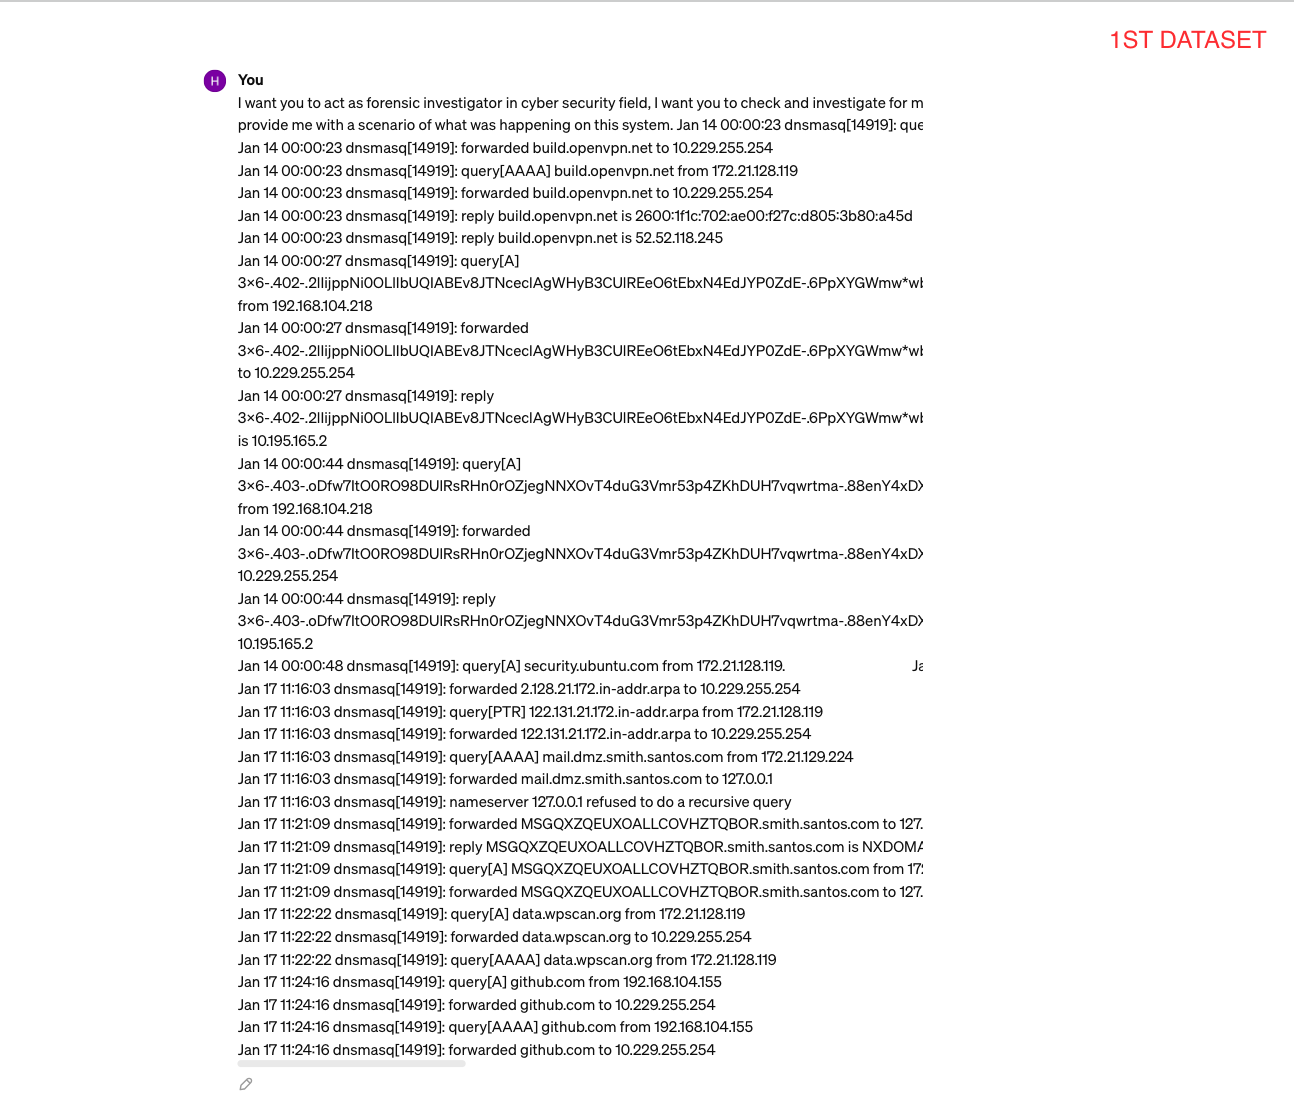 1ST DATASET
H
You
I want you to act as forensic investigator in cyber security field, I want you to check and investigate for m
provide me with a scenario of what was happening on this system. Jan 14 00:00:23 dnsmasq[14919]: que
Jan 14 00:00:23 dnsmasq[14919]: forwarded build.openvpn.net to 10.229.255.254
Jan 14 00:00:23 dnsmasq[14919]: query[AAAA] build.openvpn.net from 172.21.128.119
Jan 14 00:00:23 dnsmasq[14919]: forwarded build.openvpn.net to 10.229.255.254
Jan 14 00:00:23 dnsmasq[14919]: reply build.openvpn.net is 2600:1f1c:702:ae00:f27c:d805:3b80:a45d
Jan 14 00:00:23 dnsmasq[14919]: reply build.openvpn.net is 52.52.118.245
Jan 14 00:00:27 dnsmasq[14919]: query[A]
3x6-.402-.2lIijppNi0OLIlbUQIABEv8JTNceclAgWHyB3CUlREeO6tEbxN4EdJYP0ZdE-.6PpXYGWmw*wb
from 192.168.104.218
Jan 14 00:00:27 dnsmasq[14919]: forwarded
3x6-.402-.2lIijppNi0OLIlbUQIABEv8JTNceclAgWHyB3CUlREeO6tEbxN4EdJYP0ZdE-.6PpXYGWmw*wb
to 10.229.255.254
Jan 14 00:00:27 dnsmasq[14919]: reply
3x6-.402-.2lIijppNi0OLIlbUQIABEv8JTNceclAgWHyB3CUlREeO6tEbxN4EdJYP0ZdE-.6PpXYGWmw*wb
is 10.195.165.2
Jan 14 00:00:44 dnsmasq[14919]: query[A]
3x6-.403-.oDfw7ItO0RO98DUIRsRHn0rOZjegNNXOvT4duG3Vmr53p4ZKhDUH7vqwrtma-.88enY4xDX
from 192.168.104.218
Jan 14 00:00:44 dnsmasq[14919]: forwarded
3x6-.403-.oDfw7ItO0RO98DUIRsRHn0rOZjegNNXOvT4duG3Vmr53p4ZKhDUH7vqwrtma-.88enY4xDX
10.229.255.254
Jan 14 00:00:44 dnsmasq[14919]: reply
3x6-.403-.oDfw7ItO0RO98DUIRsRHn0rOZjegNNXOvT4duG3Vmr53p4ZKhDUH7vqwrtma-.88enY4xDX
10.195.165.2
Jan 14 00:00:48 dnsmasq[14919]: query[A] security.ubuntu.com from 172.21.128.119. Ja
Jan 17 11:16:03 dnsmasq[14919]: forwarded 2.128.21.172.in-addr.arpa to 10.229.255.254
Jan 17 11:16:03 dnsmasq[14919]: query[PTR] 122.131.21.172.in-addr.arpa from 172.21.128.119
Jan 17 11:16:03 dnsmasq[14919]: forwarded 122.131.21.172.in-addr.arpa to 10.229.255.254
Jan 17 11:16:03 dnsmasq[14919]: query[AAAA] mail.dmz.smith.santos.com from 172.21.129.224
Jan 17 11:16:03 dnsmasq[14919]: forwarded mail.dmz.smith.santos.com to 127.0.0.1
Jan 17 11:16:03 dnsmasq[14919]: nameserver 127.0.0.1 refused to do a recursive query
Jan 17 11:21:09 dnsmasq[14919]: forwarded MSGQXZQEUXOALLCOVHZTQBOR.smith.santos.com to 127.
Jan 17 11:21:09 dnsmasq[14919]: reply MSGQXZQEUXOALLCOVHZTQBOR.smith.santos.com is NXDOMA
Jan 17 11:21:09 dnsmasq[14919]: query[A] MSGQXZQEUXOALLCOVHZTQBOR.smith.santos.com from 172
Jan 17 11:21:09 dnsmasq[14919]: forwarded MSGQXZQEUXOALLCOVHZTQBOR.smith.santos.com to 127.
Jan 17 11:22:22 dnsmasq[14919]: query[A] data.wpscan.org from 172.21.128.119
Jan 17 11:22:22 dnsmasq[14919]: forwarded data.wpscan.org to 10.229.255.254
Jan 17 11:22:22 dnsmasq[14919]: query[AAAA] data.wpscan.org from 172.21.128.119
Jan 17 11:24:16 dnsmasq[14919]: query[A] github.com from 192.168.104.155
Jan 17 11:24:16 dnsmasq[14919]: forwarded github.com to 10.229.255.254
Jan 17 11:24:16 dnsmasq[14919]: query[AAAA] github.com from 192.168.104.155
Jan 17 11:24:16 dnsmasq[14919]: forwarded github.com to 10.229.255.254